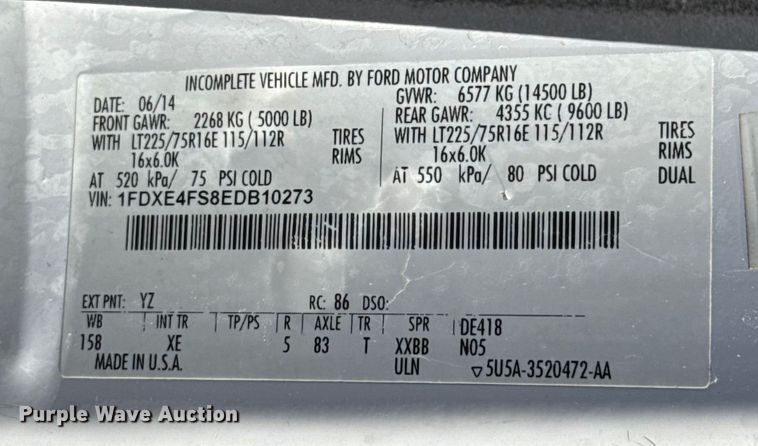 INCOMPLETE VEHICLE MFD. BY FORD MOTOR COMPANY
DATE: 06/14 GVWR: 6577 KG (14500 LB)
FRONT GAWR: 2268 KG ( 5000 LB) REAR GAWR: 4355 KC ( 9600 LB)
WITH LT225/75R16E 115/112R TIRES WITH LT225/75R16E 115/112R TIRES
16x6.0K RIMS 16x6.0K RIMS
AT 520 kPa/ 75 PSI COLD AT 550 kPa/ 80 PSI COLD DUAL
VIN: 1FDXE4FS8EDB10273
EXT PNT: YZ RC: 86 DSO:
WB INT TR TP/PS R AXLE TR SPR DE418
158 XE 5 83 T XXBB N05
MADE IN U.S.A. ULN ▽5U5A-3520472-AA
Purple Wave Auction